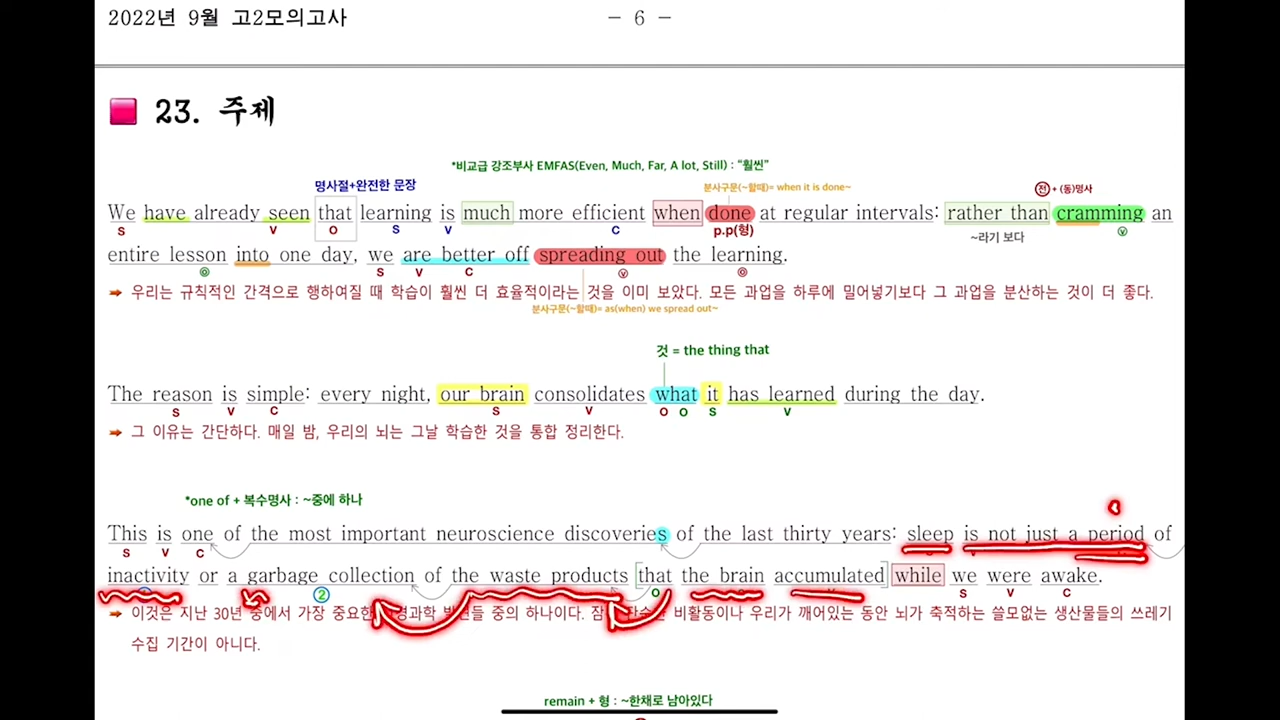 2022년 9월 고2모의고사
- 6 -
23. 주제
*비교급 강조부사 EMFAS(Even, Much, Far, A lot, Still) : "훨씬"
명사절+완전한 문장
분사구문(~할때)= when it is done~
전 + (동)명사
We have already seen that learning is much more efficient when done at regular intervals: rather than cramming an
S V O S V C p.p(형) ~라기 보다 ⓥ
entire lesson into one day, we are better off spreading out the learning.
ⓞ S V C ⓥ ⓞ
➡ 우리는 규칙적인 간격으로 행하여질 때 학습이 훨씬 더 효율적이라는 것을 이미 보았다. 모든 과업을 하루에 밀어넣기보다 그 과업을 분산하는 것이 더 좋다.
분사구문(~할때)= as(when) we spread out~
것 = the thing that
The reason is simple: every night, our brain consolidates what it has learned during the day.
S V C S V O O S V
➡ 그 이유는 간단하다. 매일 밤, 우리의 뇌는 그날 학습한 것을 통합 정리한다.
*one of + 복수명사 : ~중에 하나
This is one of the most important neuroscience discoveries of the last thirty years: sleep is not just a period of
S V C
inactivity or a garbage collection of the waste products [that the brain accumulated] while we were awake.
② S V C
➡ 이것은 지난 30년 중에서 가장 중요한 발견들 중의 하나이다. 비활동이나 우리가 깨어있는 동안 뇌가 축적하는 쓸모없는 생산물들의 쓰레기
수집 기간이 아니다.
remain + 형 : ~한채로 남아있다